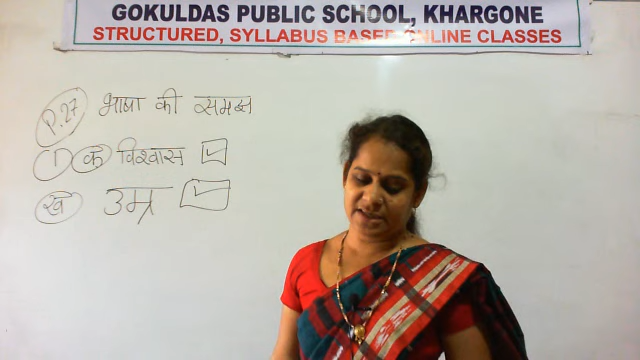 GOKULDAS PUBLIC SCHOOL, KHARGONE
STRUCTURED, SYLLABUS BASED ONLINE CLASSES
P.27 भाषा की समझ
1 क विश्वास ✓
ख उम्र ✓